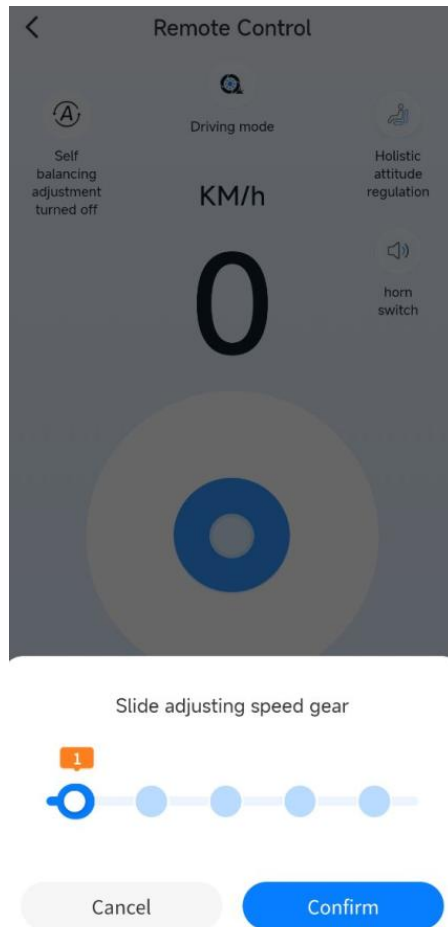 Remote Control
Driving mode
Self
balancing
adjustment
turned off
Holistic
attitude
regulation
KM/h
horn
switch
0
Slide adjusting speed gear
1
Cancel
Confirm